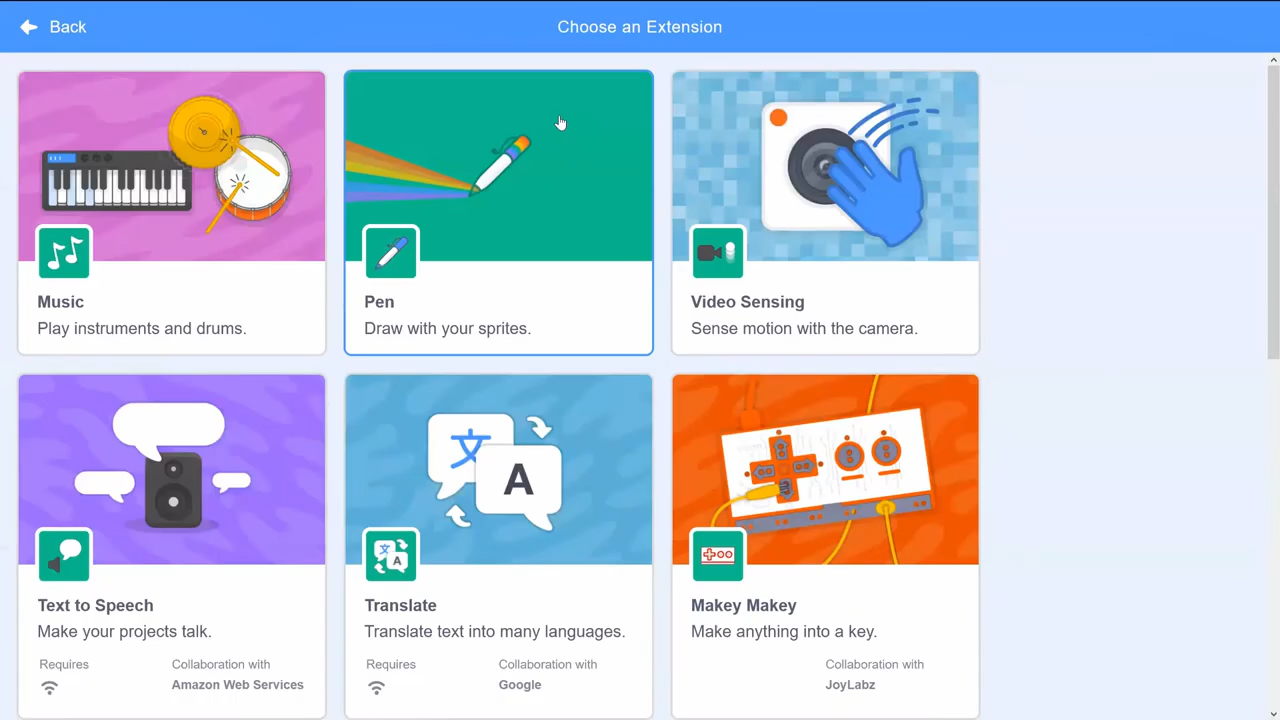 Back
Choose an Extension
Music
Play instruments and drums.
Pen
Draw with your sprites.
Video Sensing
Sense motion with the camera.
文
A
文
A
Text to Speech
Make your projects talk.
Requires
Collaboration with
Amazon Web Services
Translate
Translate text into many languages.
Requires
Collaboration with
Google
Makey Makey
Make anything into a key.
Collaboration with
JoyLabz